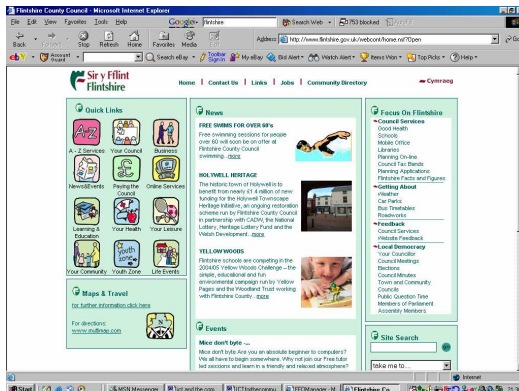 Flintshire County Council - Microsoft Internet Explorer
File Edit View Favorites Tools Help
Google flintshire Search Web 753 blocked
Back Forward Stop Refresh Home Favorites Media
Address http://www.flintshire.gov.uk/webcont/home.nsf?Open Go
ebY Account Guard Search eBay Toolbar Sign In My eBay Bid Alert Watch Alert Items Won Top Picks Help
Sir y Fflint
Flintshire
Home | Contact Us | Links | Jobs | Community Directory
Cymraeg
Quick Links
A-Z
A - Z Services Your Council Business
News&Events Paying the Council Online Services
Learning & Education Your Health Your Leisure
youth zone
Your Community Youth Zone Life Events
Maps & Travel
for further information click here
For directions:
www.multimap.com
News
FREE SWIMS FOR OVER 60's
Free swimming sessions for people
over 60 will soon be on offer at
Flintshire County Council
swimming...more
HOLYWELL HERITAGE
The historic town of Holywell is to
benefit from nearly £1.4 million of new
funding for the Holywell Townscape
Heritage Initiative, an ongoing restoration
scheme run by Flintshire County Council
in partnership with CADW, the National
Lottery, Heritage Lottery Fund and the
Welsh Development...more
YELLOW WOODS
Flintshire schools are competing in the
2004/05 Yellow Woods Challenge – the
simple, educational and fun
environmental campaign run by Yellow
Pages and the Woodland Trust working
with Flintshire County...more
Events
Mice don't byte -...
Mice don't byte Are you an absolute beginner to computers?
We all have to begin somewhere. Why not join our Free tutor
led sessions and learn in a friendly and relaxed atmosphere?
Focus On Flintshire
Council Services
Good Health
Schools
Mobile Office
Libraries
Planning On-line
Council Tax Bands
Planning Applications
Flintshire Facts and Figures
Getting About
Weather
Car Parks
Bus Timetables
Roadworks
Feedback
Council Services
Website Feedback
Local Democracy
Your Councillor
Council Meetings
Elections
Council Minutes
Town and Community
Councils
Public Question Time
Members of Parliament
Assembly Members
Site Search
take me to...
Internet
Start MSN Messenger Flintshire Co...